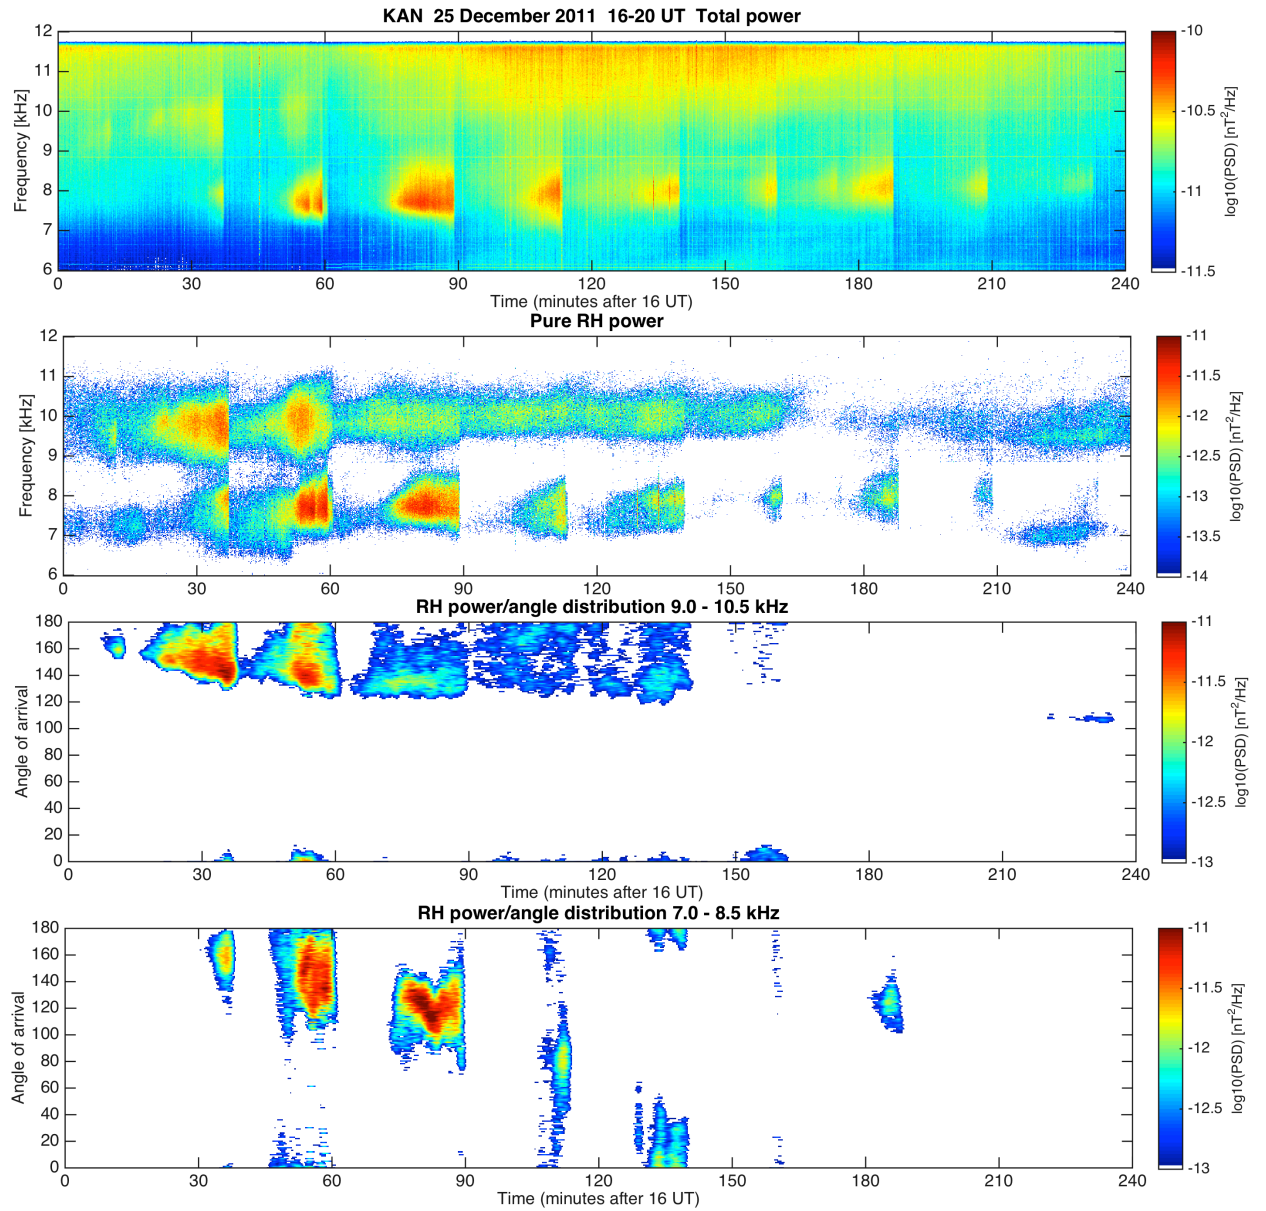 KAN 25 December 2011 16-20 UT Total power
12
11
10
9
8
7
6
Frequency [kHz]
0 30 60 90 120 150 180 210 240
Time (minutes after 16 UT)
-10
-10.5
-11
-11.5
log10(PSD) [nT2/Hz]
Pure RH power
12
11
10
9
8
7
6
Frequency [kHz]
0 30 60 90 120 150 180 210 240
-11
-11.5
-12
-12.5
-13
-13.5
-14
log10(PSD) [nT2/Hz]
RH power/angle distribution 9.0 - 10.5 kHz
180
160
140
120
100
80
60
40
20
0
Angle of arrival
0 30 60 90 120 150 180 210 240
Time (minutes after 16 UT)
-11
-11.5
-12
-12.5
-13
log10(PSD) [nT2/Hz]
RH power/angle distribution 7.0 - 8.5 kHz
180
160
140
120
100
80
60
40
20
0
Angle of arrival
0 30 60 90 120 150 180 210 240
Time (minutes after 16 UT)
-11
-11.5
-12
-12.5
-13
log10(PSD) [nT2/Hz]